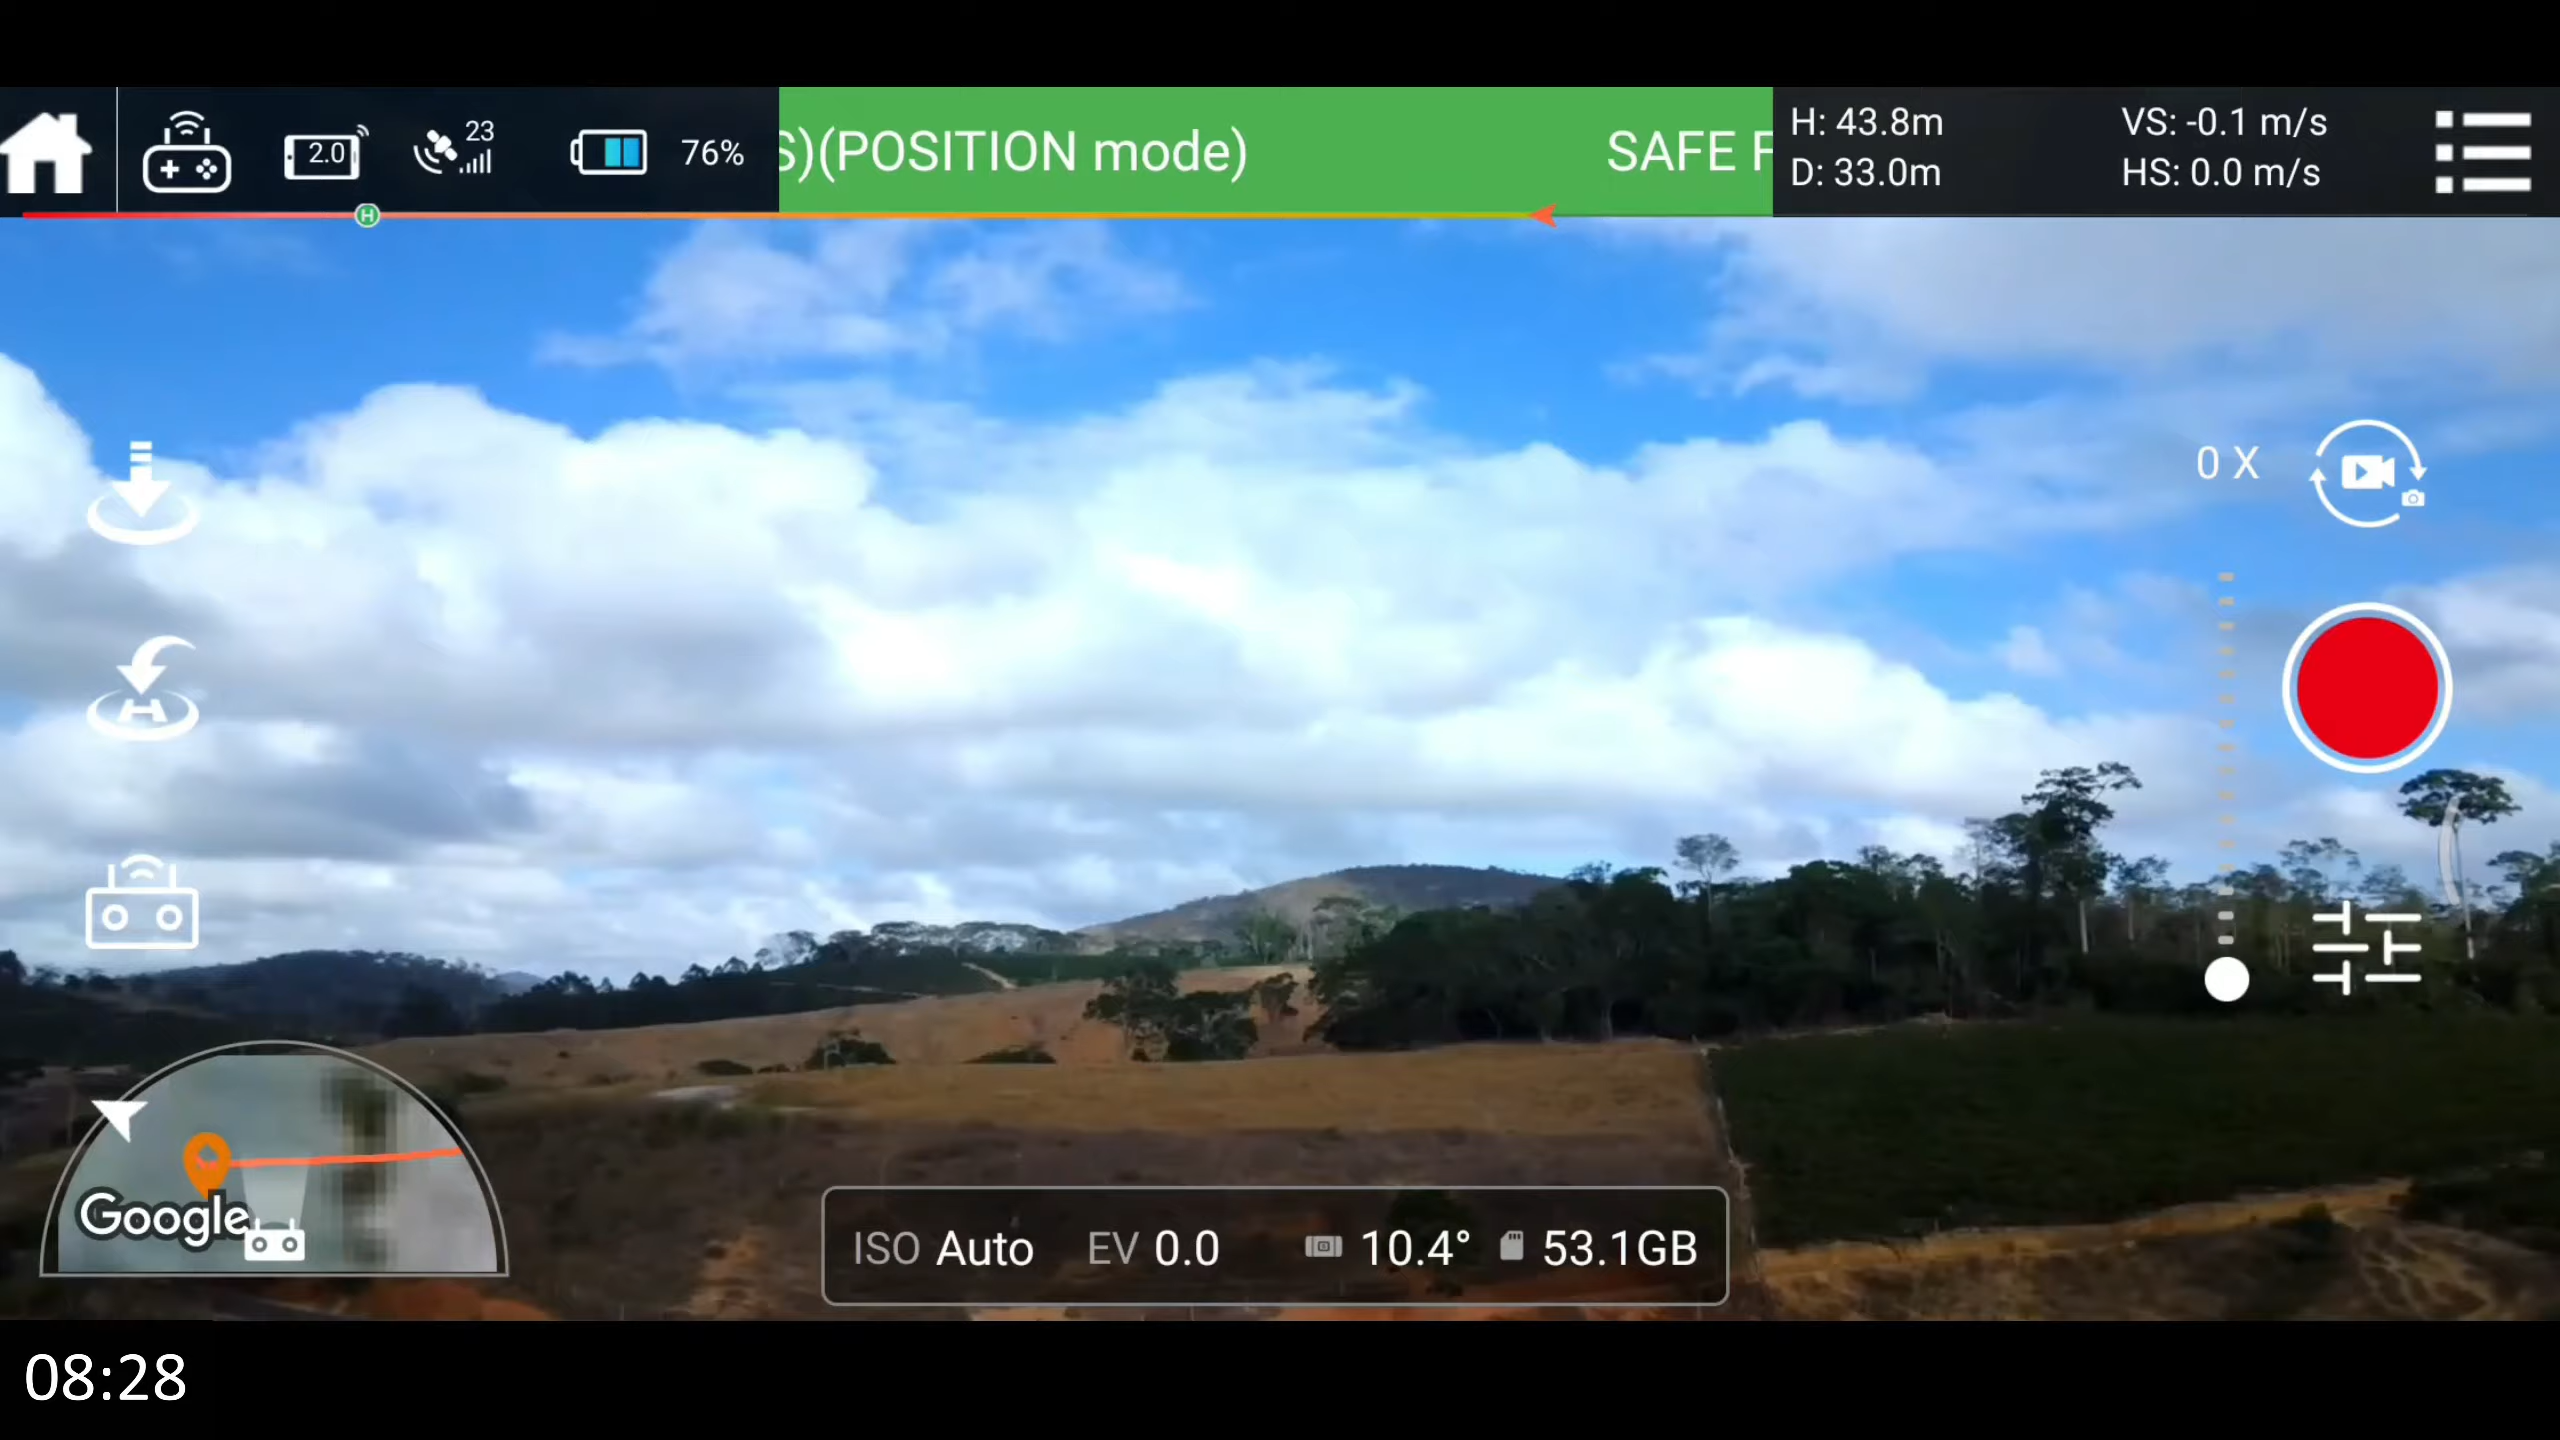 2.0
23
76%
S)(POSITION mode)
SAFE F
H: 43.8m
VS: -0.1 m/s
D: 33.0m
HS: 0.0 m/s
H
0 X
H
Google
ISO Auto EV 0.0 10.4° 53.1GB
08:28